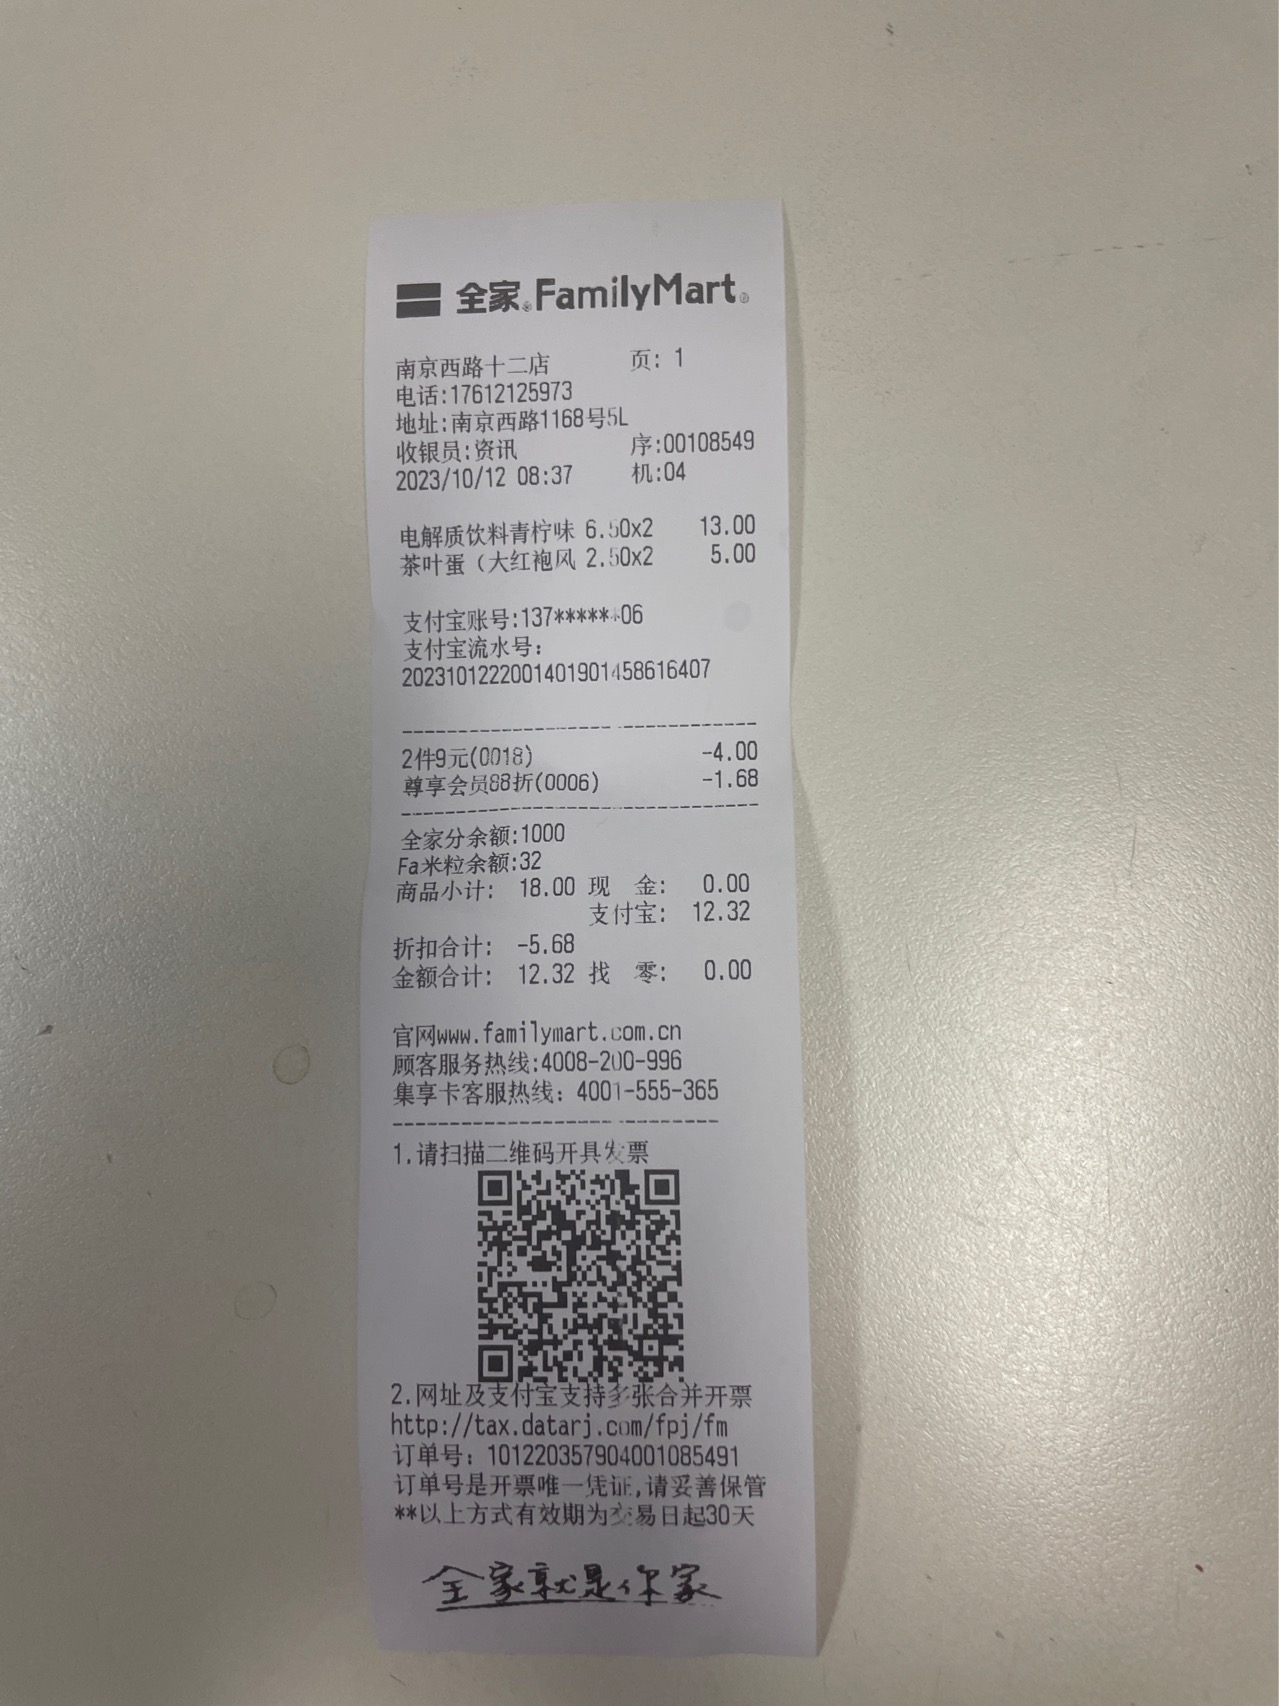 全家®FamilyMart®
南京西路十二店 页: 1
电话:17612125973
地址:南京西路1168号5L
收银员:资讯 序:00108549
2023/10/12 08:37 机:04
电解质饮料青柠味 6.50x2 13.00
茶叶蛋（大红袍风 2.50x2 5.00
支付宝账号:137******06
支付宝流水号:
2023101222001401901458616407
2件9元(0018) -4.00
尊享会员88折(0006) -1.68
全家分余额:1000
Fa米粒余额:32
商品小计: 18.00 现 金: 0.00
支付宝: 12.32
折扣合计: -5.68
金额合计: 12.32 找 零: 0.00
官网www.familymart.com.cn
顾客服务热线:4008-200-996
集享卡客服热线: 4001-555-365
1.请扫描二维码开具发票
2.网址及支付宝支持多张合并开票
http://tax.datarj.com/fpj/fm
订单号: 1012203579040010​85491
订单号是开票唯一凭证,请妥善保管
**以上方式有效期为交易日起30天
全家就是你家